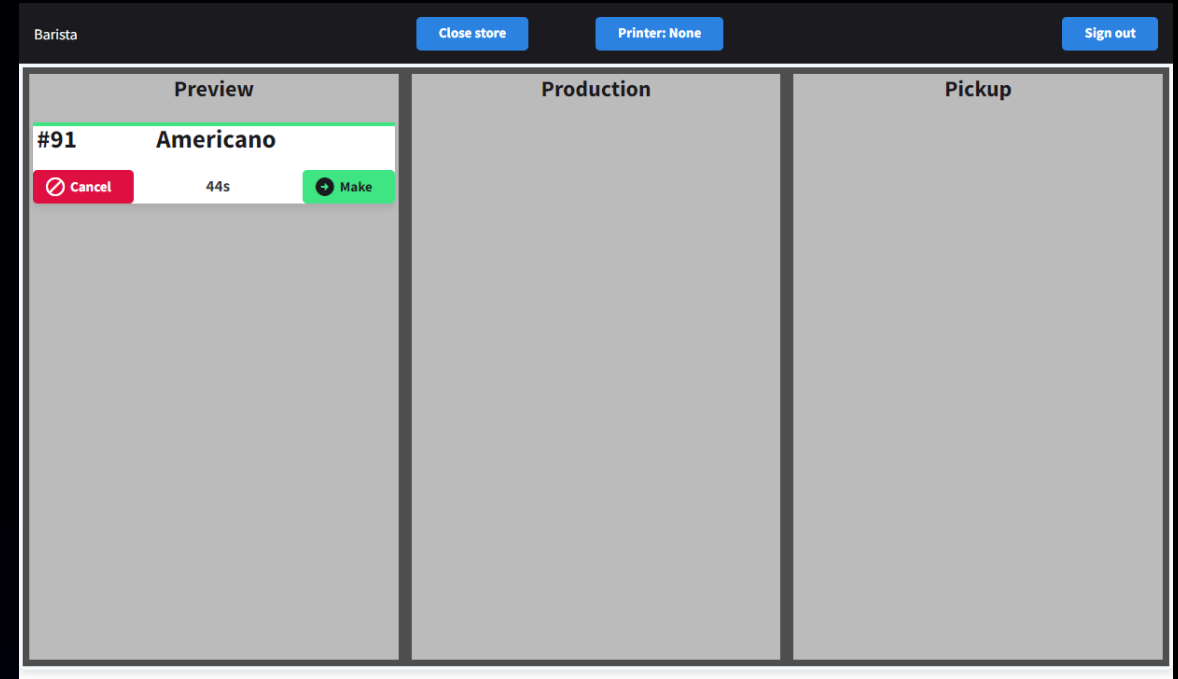 Barista
Close store
Printer: None
Sign out
Preview
Production
Pickup
#91 Americano
Cancel 44s Make